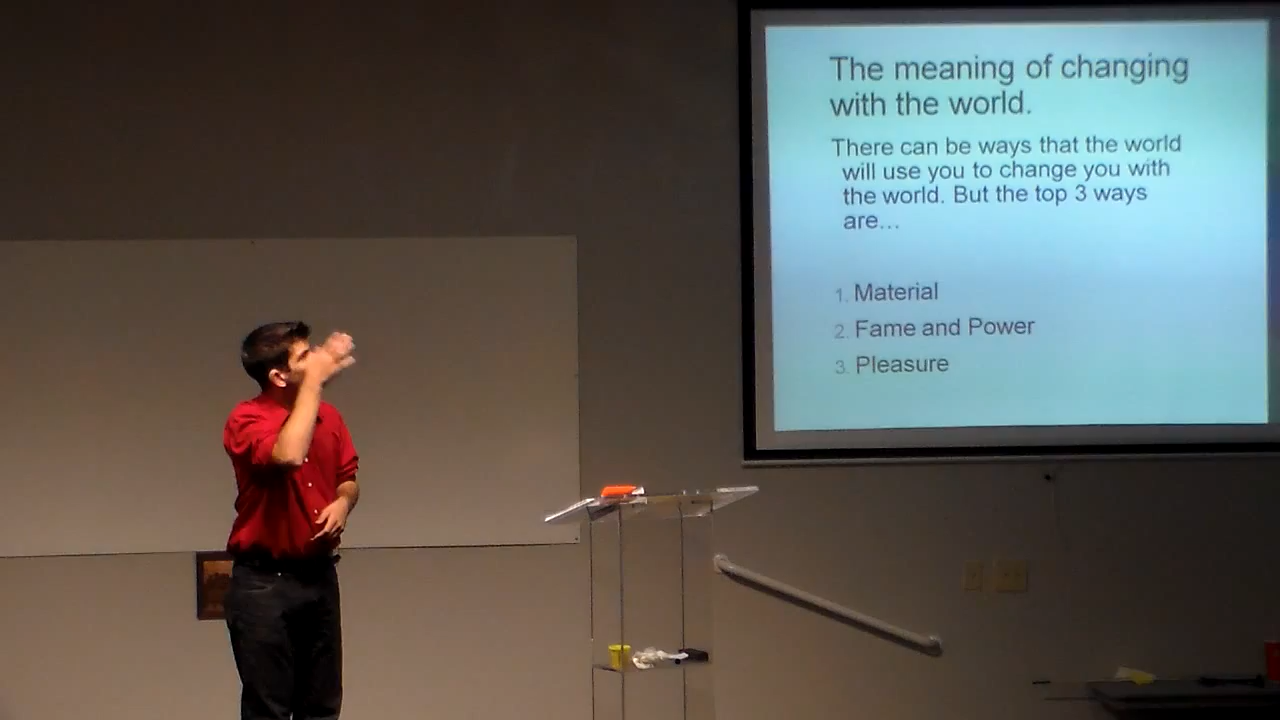 The meaning of changing
with the world.
There can be ways that the world
will use you to change you with
the world. But the top 3 ways
are…
1. Material
2. Fame and Power
3. Pleasure